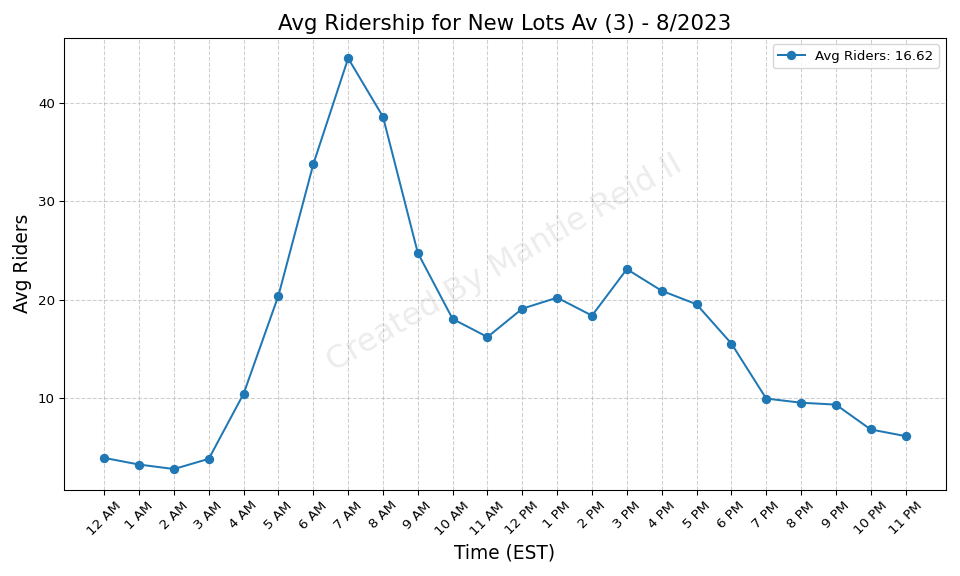 Avg Ridership for New Lots Av (3) - 8/2023
Avg Riders: 16.62
Avg Riders
40
30
20
10
Created By Mantie Reid II
12 AM
1 AM
2 AM
3 AM
4 AM
5 AM
6 AM
7 AM
8 AM
9 AM
10 AM
11 AM
12 PM
1 PM
2 PM
3 PM
4 PM
5 PM
6 PM
7 PM
8 PM
9 PM
10 PM
11 PM
Time (EST)